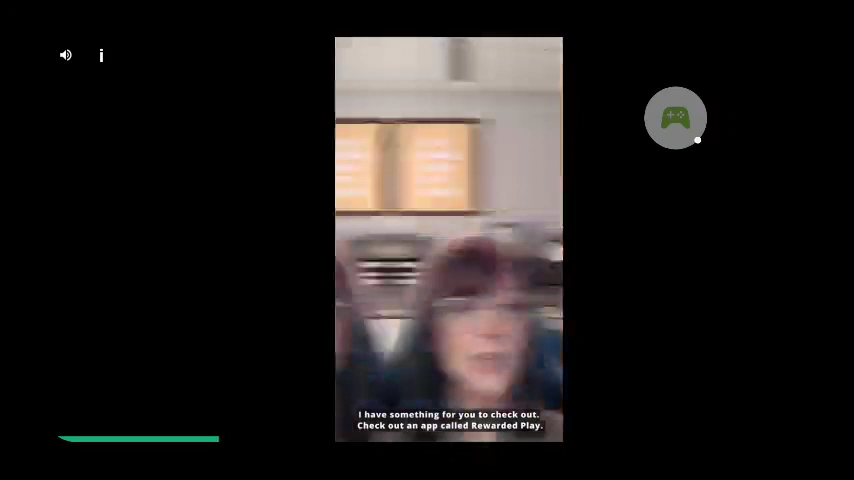 I have something for you to check out.
Check out an app called Rewarded Play.